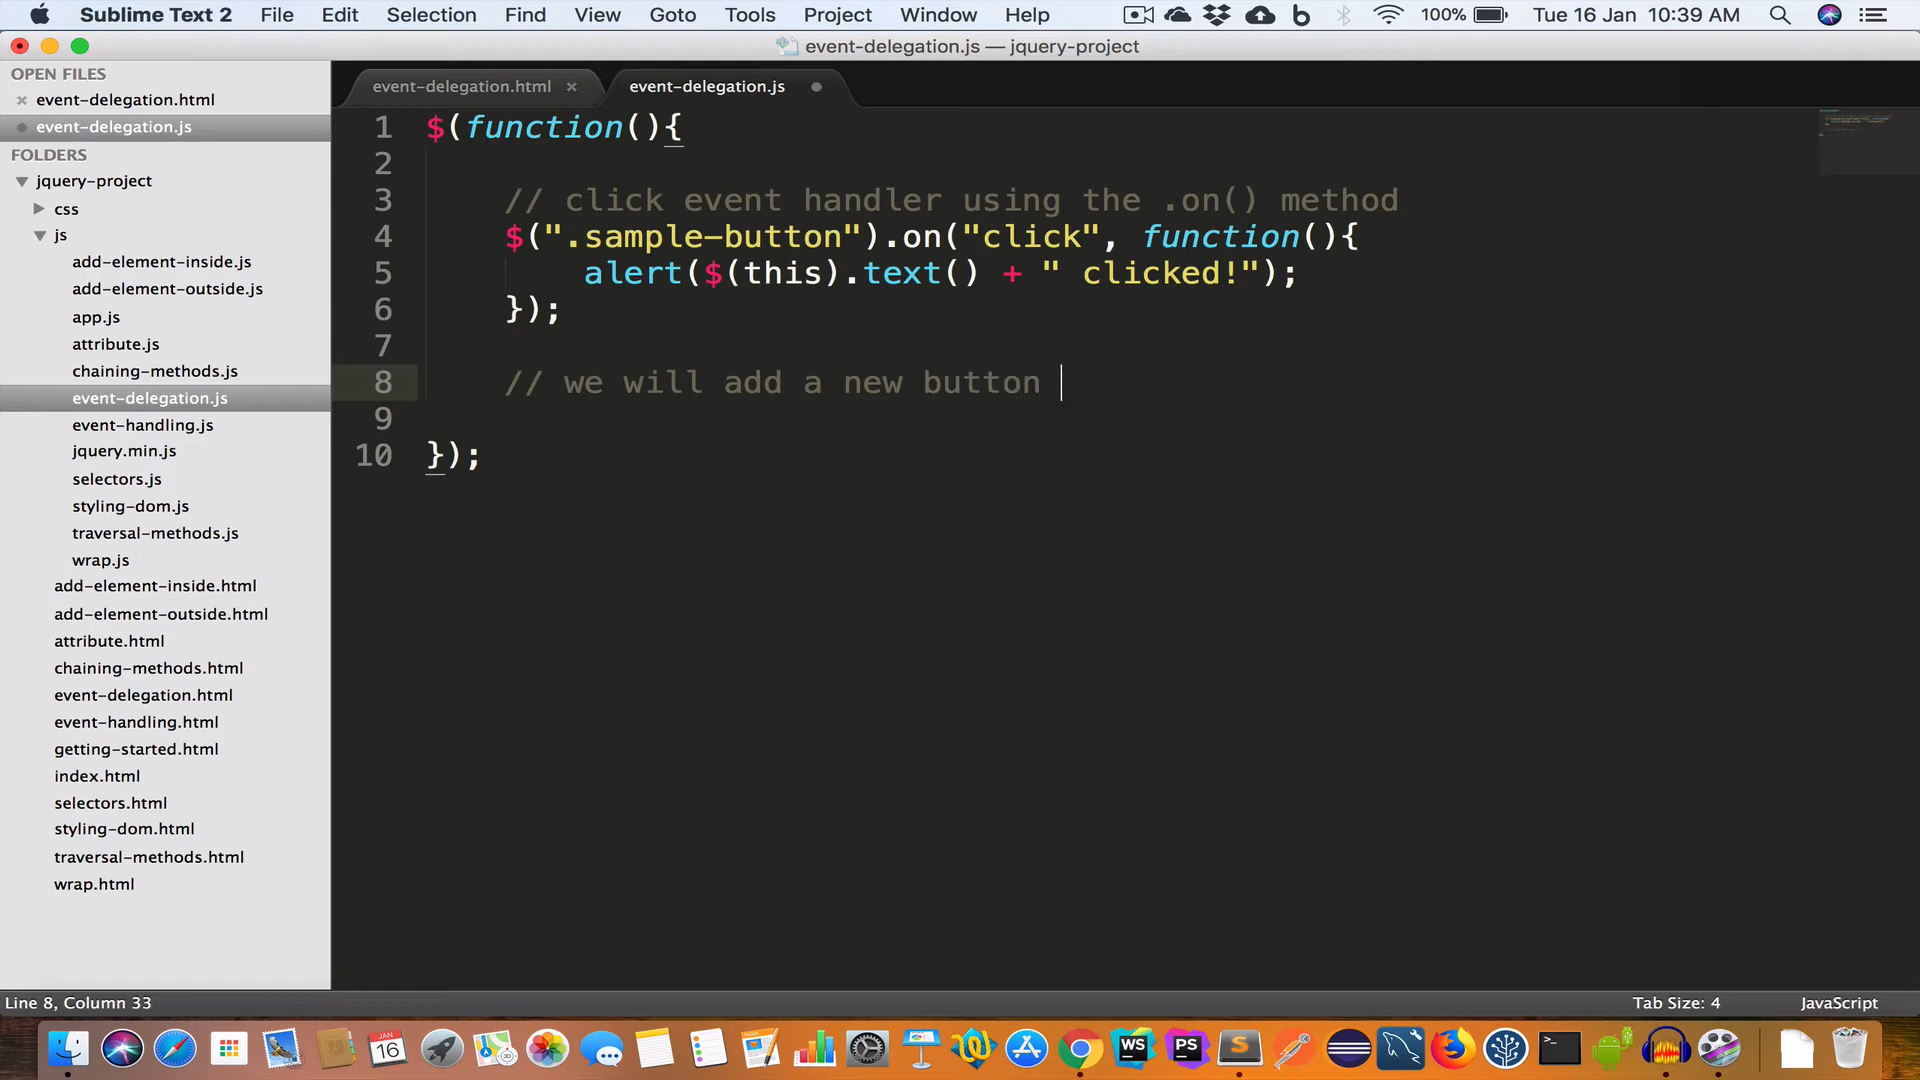 Sublime Text 2 File Edit Selection Find View Goto Tools Project Window Help 100% Tue 16 Jan 10:39 AM
event-delegation.js — jquery-project
OPEN FILES
event-delegation.html
event-delegation.js
FOLDERS
jquery-project
css
js
add-element-inside.js
add-element-outside.js
app.js
attribute.js
chaining-methods.js
event-delegation.js
event-handling.js
jquery.min.js
selectors.js
styling-dom.js
traversal-methods.js
wrap.js
add-element-inside.html
add-element-outside.html
attribute.html
chaining-methods.html
event-delegation.html
event-handling.html
getting-started.html
index.html
selectors.html
styling-dom.html
traversal-methods.html
wrap.html
event-delegation.html event-delegation.js
1 $(function(){
2
3 // click event handler using the .on() method
4 $(".sample-button").on("click", function(){
5 alert($(this).text() + " clicked!");
6 });
7
8 // we will add a new button
9
10 });
Line 8, Column 33 Tab Size: 4 JavaScript
JAN
16
3D
WS
PS
S
>_